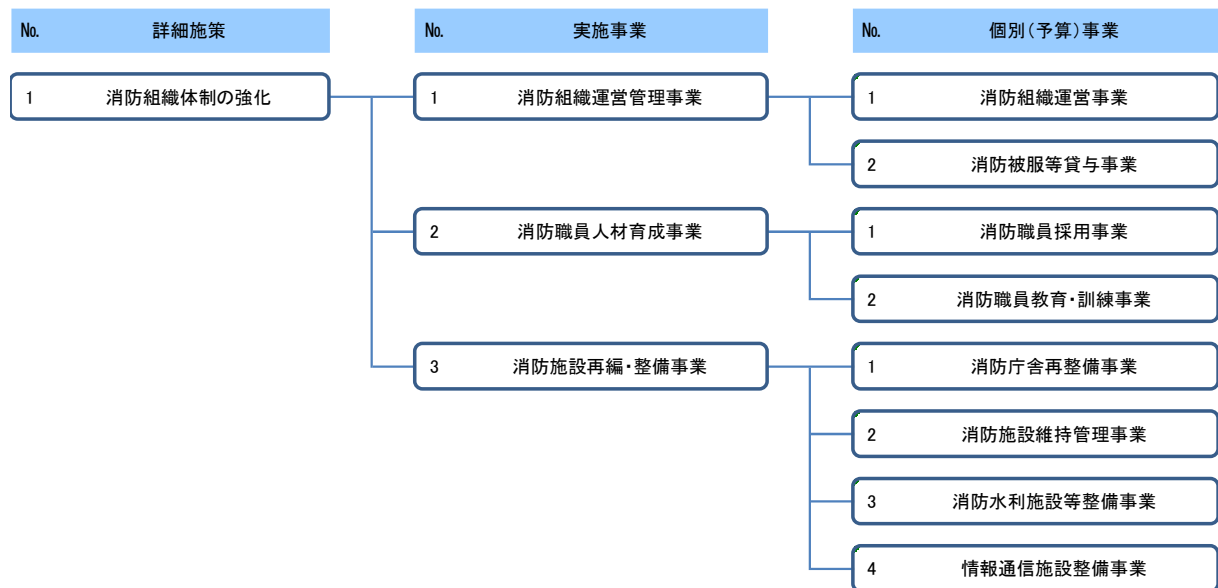 No. 詳細施策 No. 実施事業 No. 個別(予算)事業
1 消防組織体制の強化 1 消防組織運営管理事業 1 消防組織運営事業
2 消防被服等貸与事業
2 消防職員人材育成事業 1 消防職員採用事業
2 消防職員教育・訓練事業
3 消防施設再編・整備事業 1 消防庁舎再整備事業
2 消防施設維持管理事業
3 消防水利施設等整備事業
4 情報通信施設整備事業